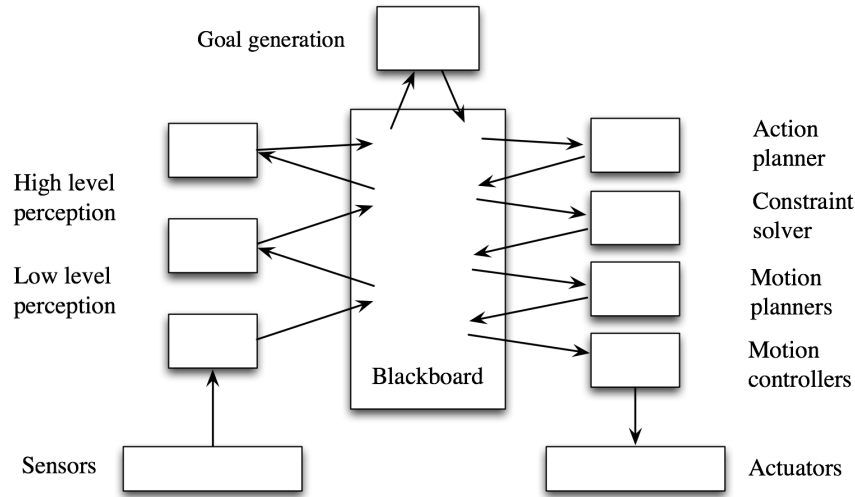 Goal generation
High level
perception
Low level
perception
Sensors
Blackboard
Action
planner
Constraint
solver
Motion
planners
Motion
controllers
Actuators